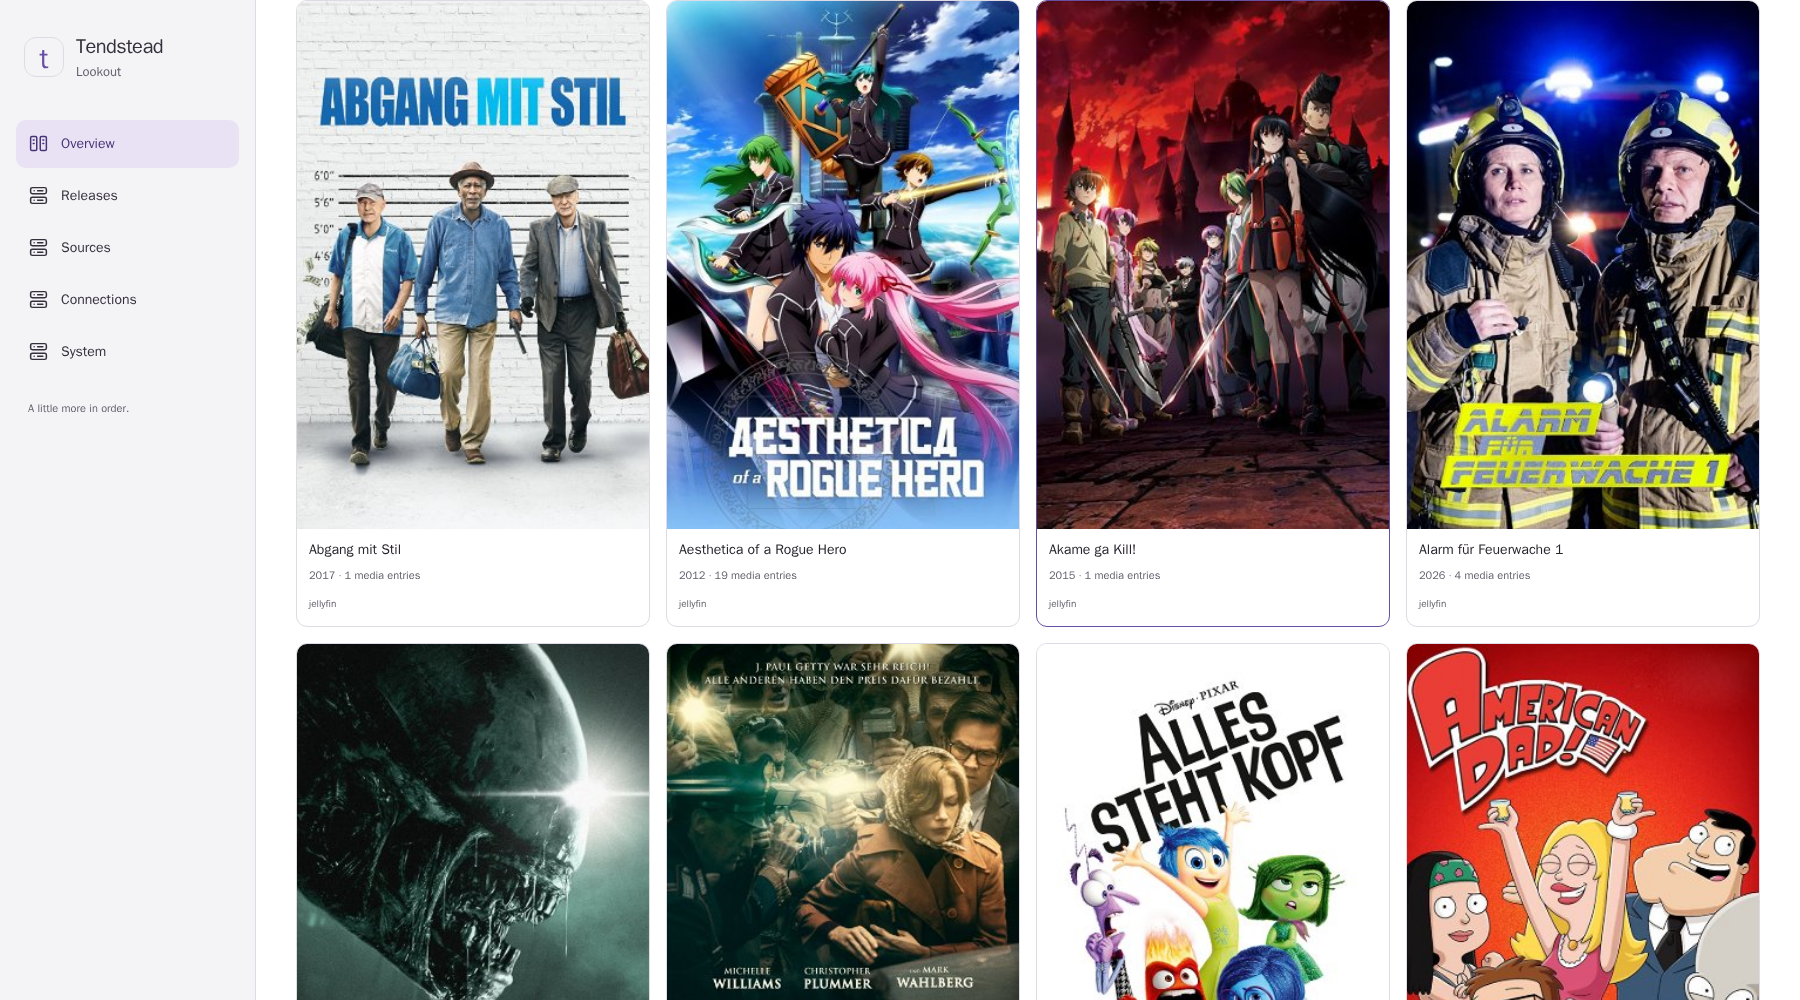 t
Tendstead
Lookout
Overview
Releases
Sources
Connections
System
A little more in order.
ABGANG MIT STIL
6'0"
5'6"
5'0"
4'6"
AESTHETICA
of a ROGUE HERO
ALARM
FÜR
FEUERWACHE 1
Abgang mit Stil
2017 · 1 media entries
jellyfin
Aesthetica of a Rogue Hero
2012 · 19 media entries
jellyfin
Akame ga Kill!
2015 · 1 media entries
jellyfin
Alarm für Feuerwache 1
2026 · 4 media entries
jellyfin
J. PAUL GETTY WAR SEHR REICH!
ALLE ANDEREN HABEN DEN PREIS DAFÜR BEZAHLT
MICHELLE
WILLIAMS
CHRISTOPHER
PLUMMER
MARK
WAHLBERG
Disney · PIXAR
ALLES
STEHT KOPF
AMERICAN
DAD!